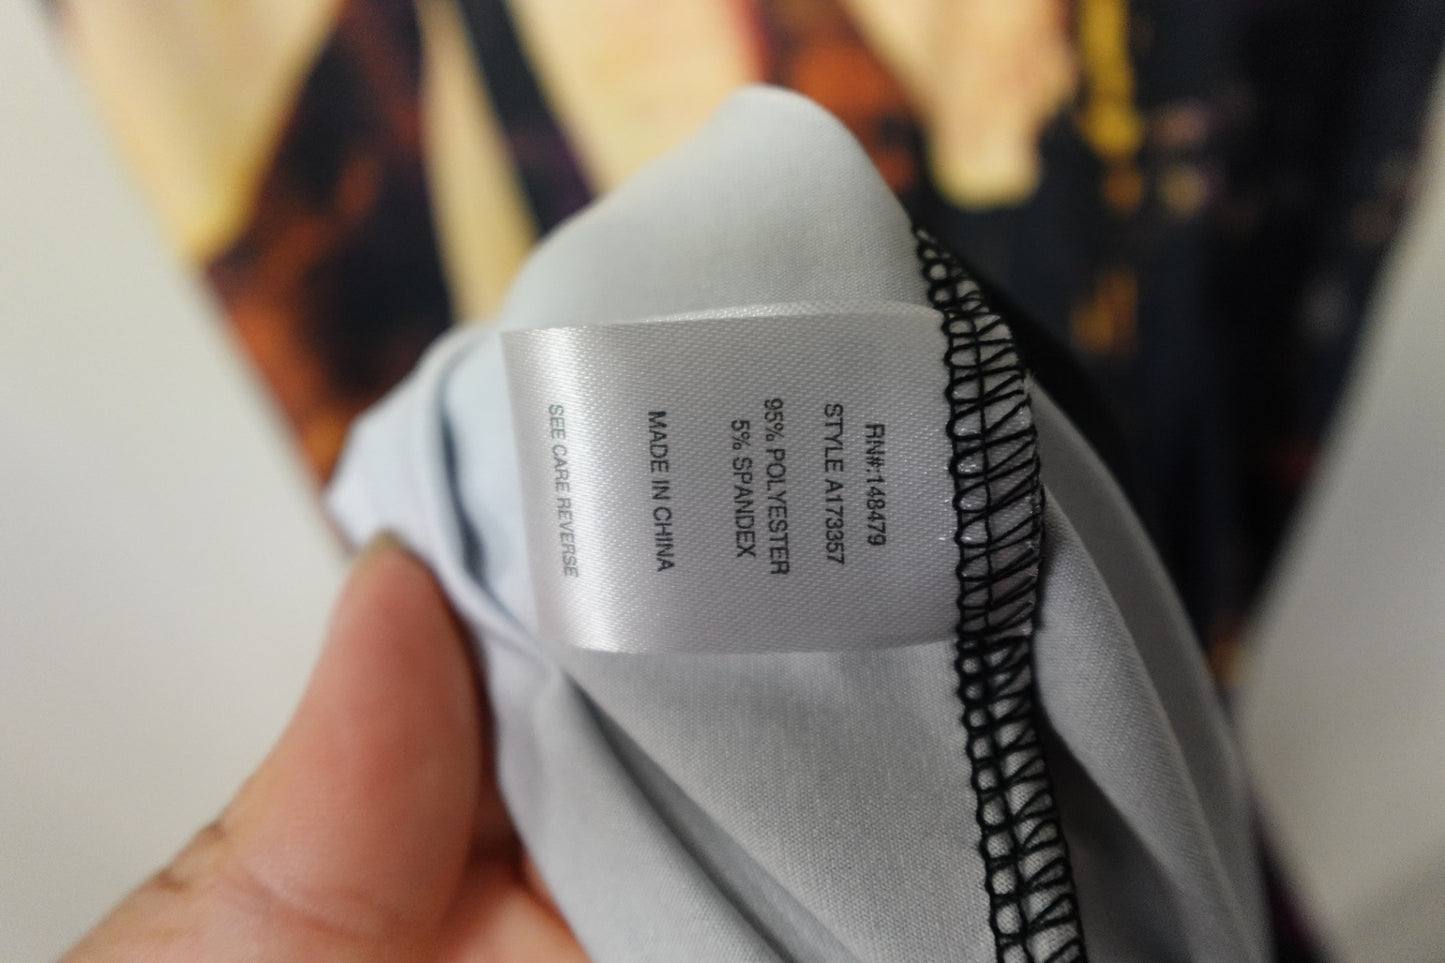 RN#:148479
STYLE A173357
95% POLYESTER
5% SPANDEX
MADE IN CHINA
SEE CARE REVERSE